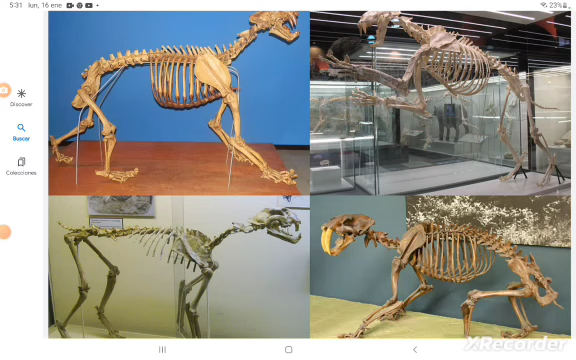 5:31 lun, 16 ene
23%
Discover
Buscar
Colecciones
XRecorder